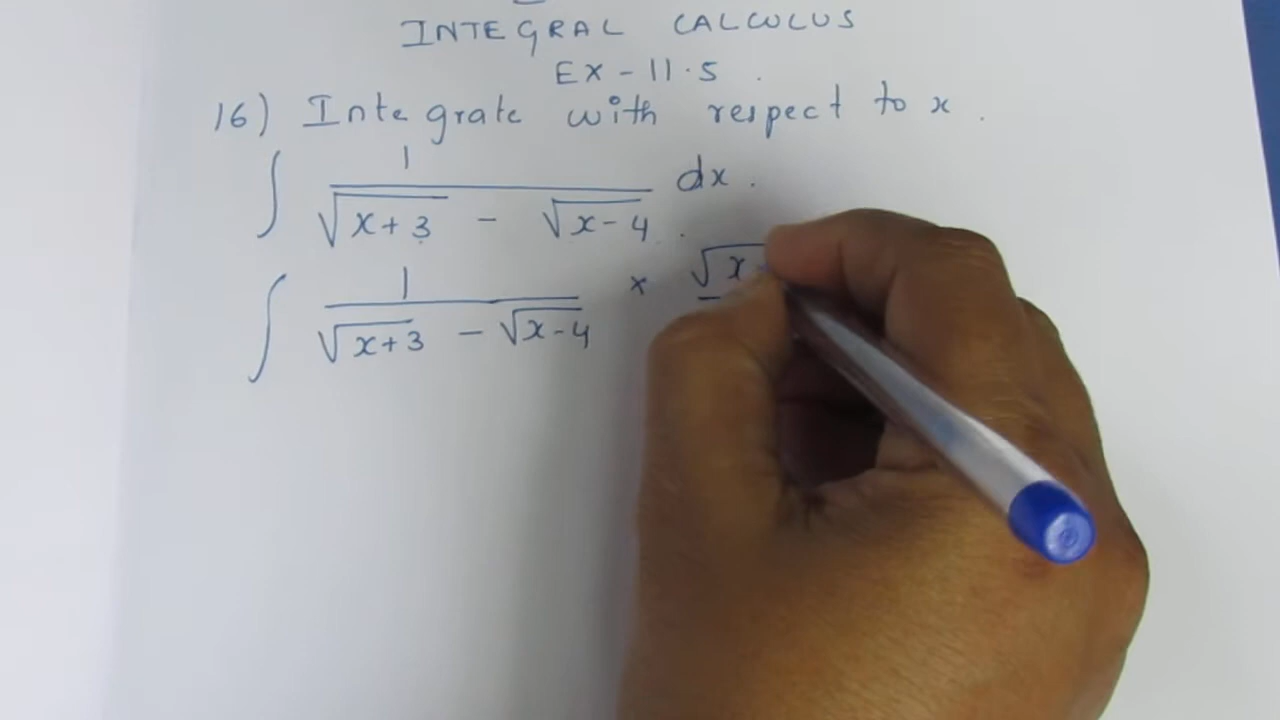 INTEGRAL CALCULUS
EX-11.5.
16) Integrate with respect to x.
∫ 1 / (√(x+3) - √(x-4)) dx.
∫ 1 / (√(x+3) - √(x-4)) × √x